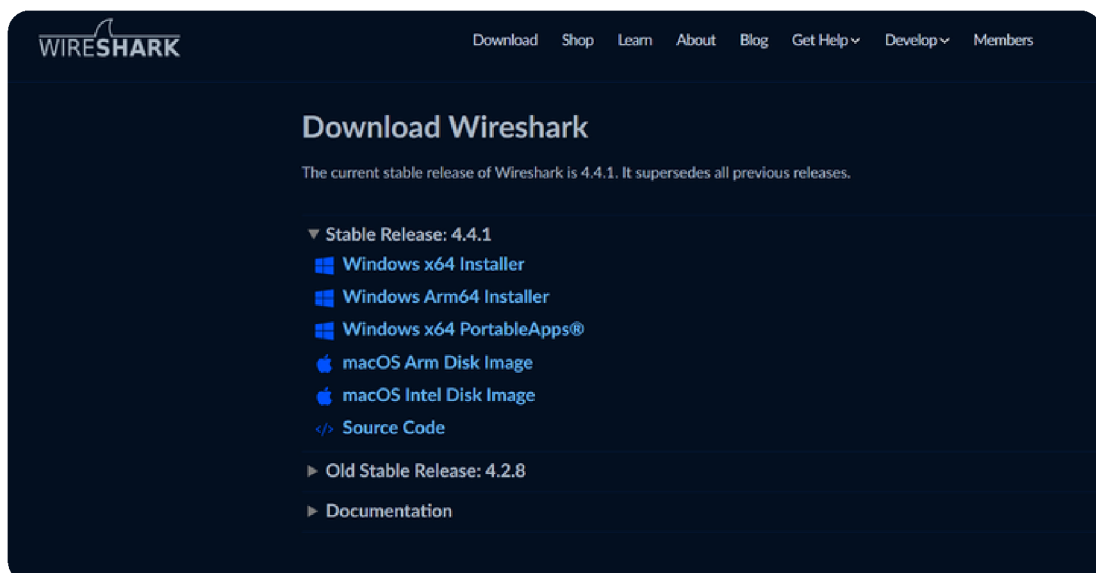 WIRESHARK
Download Shop Learn About Blog Get Help Develop Members
Download Wireshark
The current stable release of Wireshark is 4.4.1. It supersedes all previous releases.
Stable Release: 4.4.1
Windows x64 Installer
Windows Arm64 Installer
Windows x64 PortableApps®
macOS Arm Disk Image
macOS Intel Disk Image
</> Source Code
Old Stable Release: 4.2.8
Documentation